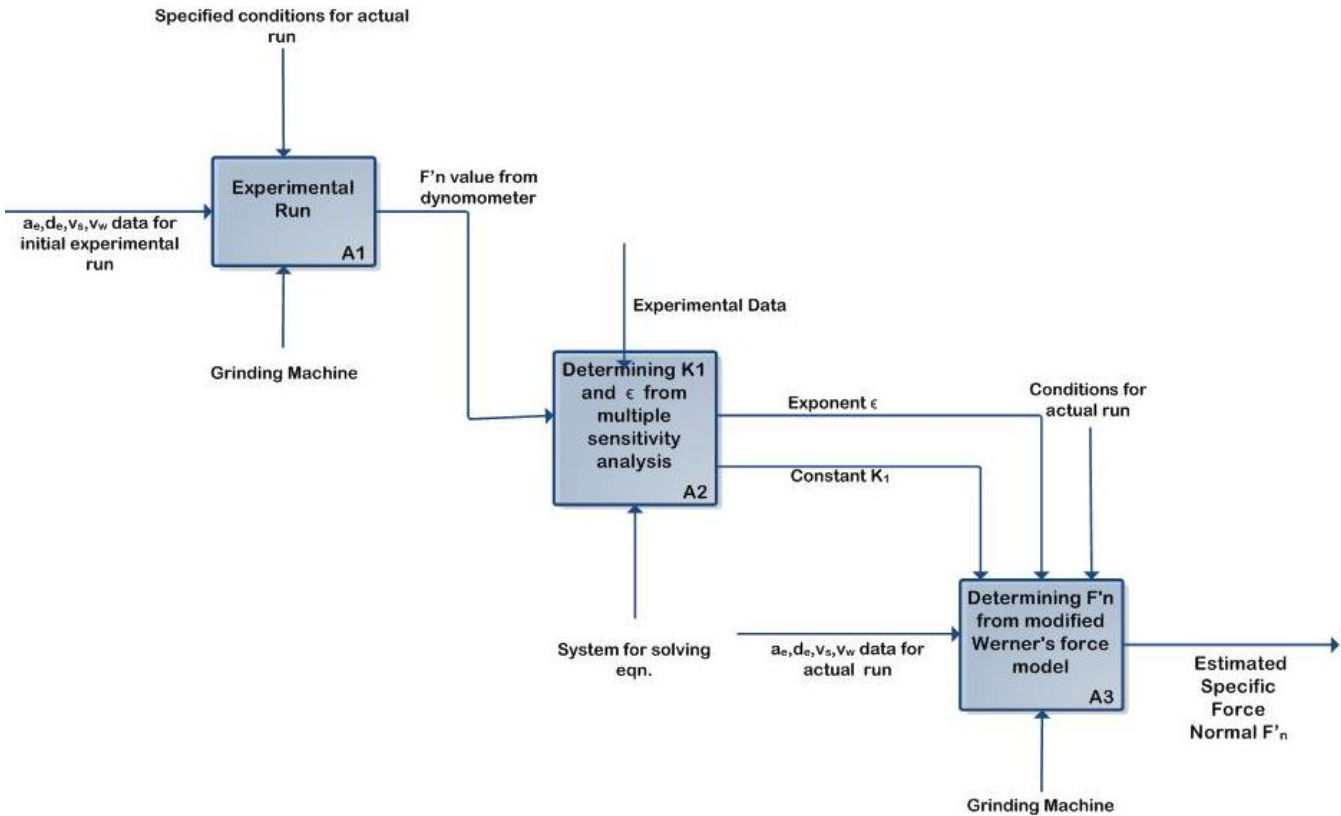 Specified conditions for actual
run
Experimental
Run
A1
aₑ,dₑ,vₛ,v_w data for
initial experimental
run
Grinding Machine
F'n value from
dynomometer
Experimental Data
Determining K1
and ϵ from
multiple
sensitivity
analysis
A2
System for solving
eqn.
Exponent ϵ
Constant K₁
Conditions for
actual run
aₑ,dₑ,vₛ,v_w data for
actual run
Determining F'n
from modified
Werner's force
model
A3
Grinding Machine
Estimated
Specific
Force
Normal F'ₙ